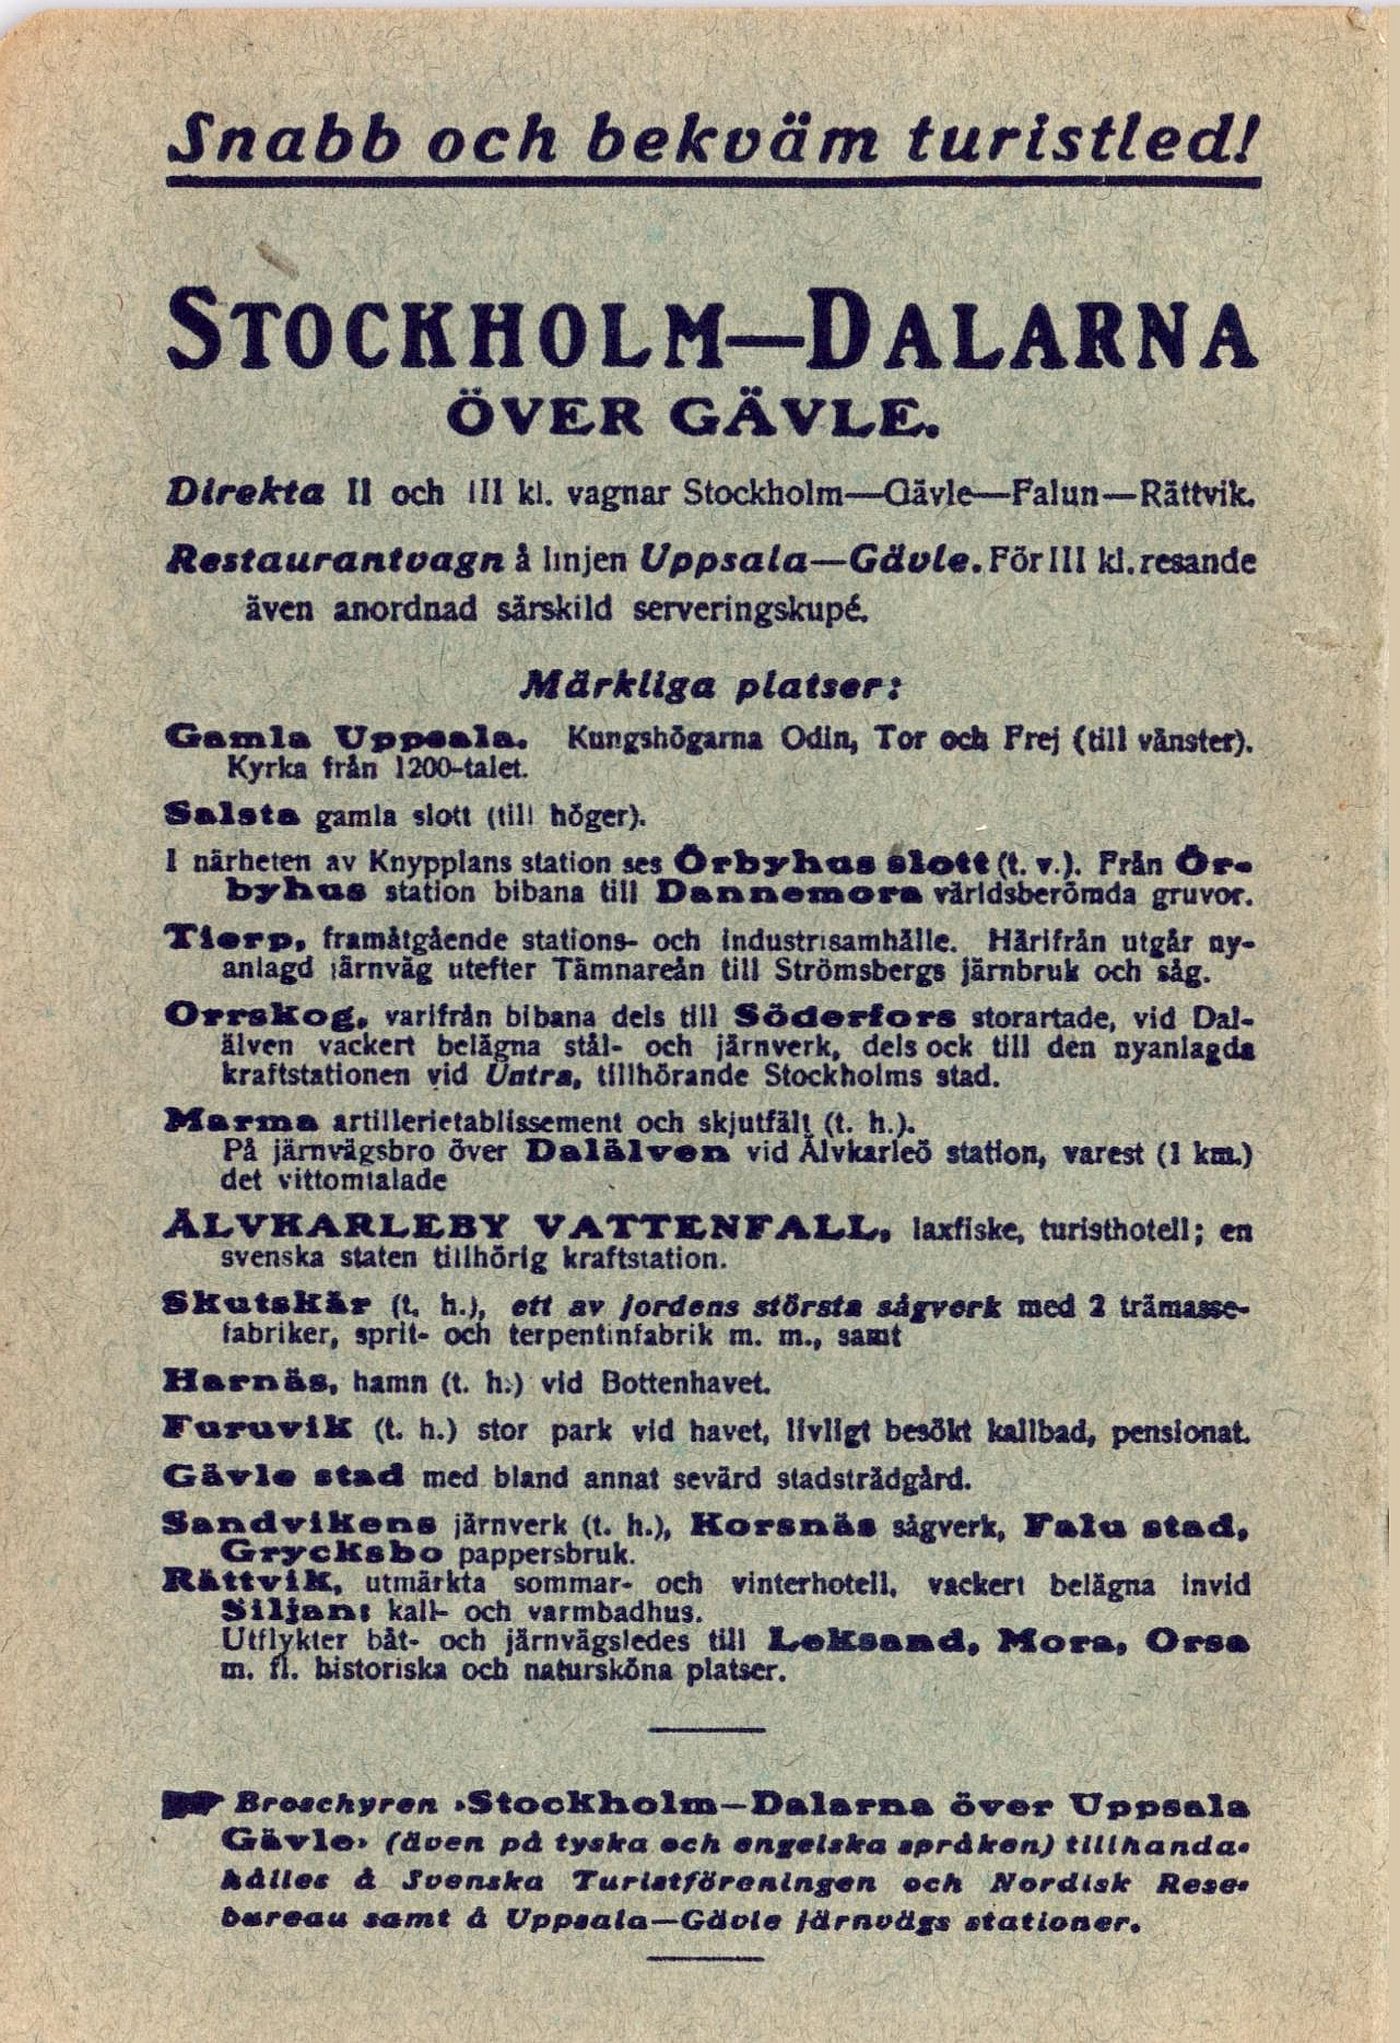 Snabb och bekväm turistled!
STOCKHOLM—DALARNA
ÖVER GÄVLE.
Direkta II och III kl. vagnar Stockholm—Gävle—Falun—Rättvik.
Restaurantvagn å linjen Uppsala—Gävle. För III kl. resande
även anordnad särskild serveringskupé.
Märkliga platser:
Gamla Uppsala. Kungshögarna Odin, Tor och Frej (till vänster).
Kyrka från 1200-talet.
Salsta gamla slott (till höger).
I närheten av Knypplans station ses Örbyhus slott (t. v.). Från Ör-
byhus station bibana till Dannemora världsberömda gruvor.
Tierp, framåtgående stations- och industrisamhälle. Härifrån utgår ny-
anlagd järnväg utefter Tämnareån till Strömsbergs järnbruk och såg.
Orrskog, varifrån bibana dels till Söderfors storartade, vid Dal-
älven vackert belägna stål- och järnverk, dels ock till den nyanlagda
kraftstationen vid Untra, tillhörande Stockholms stad.
Marma artillerietablissement och skjutfält (t. h.).
På järnvägsbro över Dalälven vid Älvkarleö station, varest (1 km.)
det vittomtalade
ÄLVKARLEBY VATTENFALL, laxfiske, turisthotell; en
svenska staten tillhörig kraftstation.
Skutskär (t. h.), ett av jordens största sågverk med 2 trämasse-
fabriker, sprit- och terpentinfabrik m. m., samt
Harnäs, hamn (t. h.) vid Bottenhavet.
Furuvik (t. h.) stor park vid havet, livligt besökt kallbad, pensionat.
Gävle stad med bland annat sevärd stadsträdgård.
Sandvikens järnverk (t. h.), Korsnäs sågverk, Falu stad,
Grycksbo pappersbruk.
Rättvik, utmärkta sommar- och vinterhotell, vackert belägna invid
Siljan; kall- och varmbadhus.
Utflykter båt- och järnvägsledes till Leksand, Mora, Orsa
m. fl. historiska och natursköna platser.
Broschyren »Stockholm—Dalarna över Uppsala
Gävle» (även på tyska och engelska språken) tillhanda-
hålles å Svenska Turistföreningen och Nordisk Rese-
bureau samt å Uppsala—Gävle järnvägs stationer.